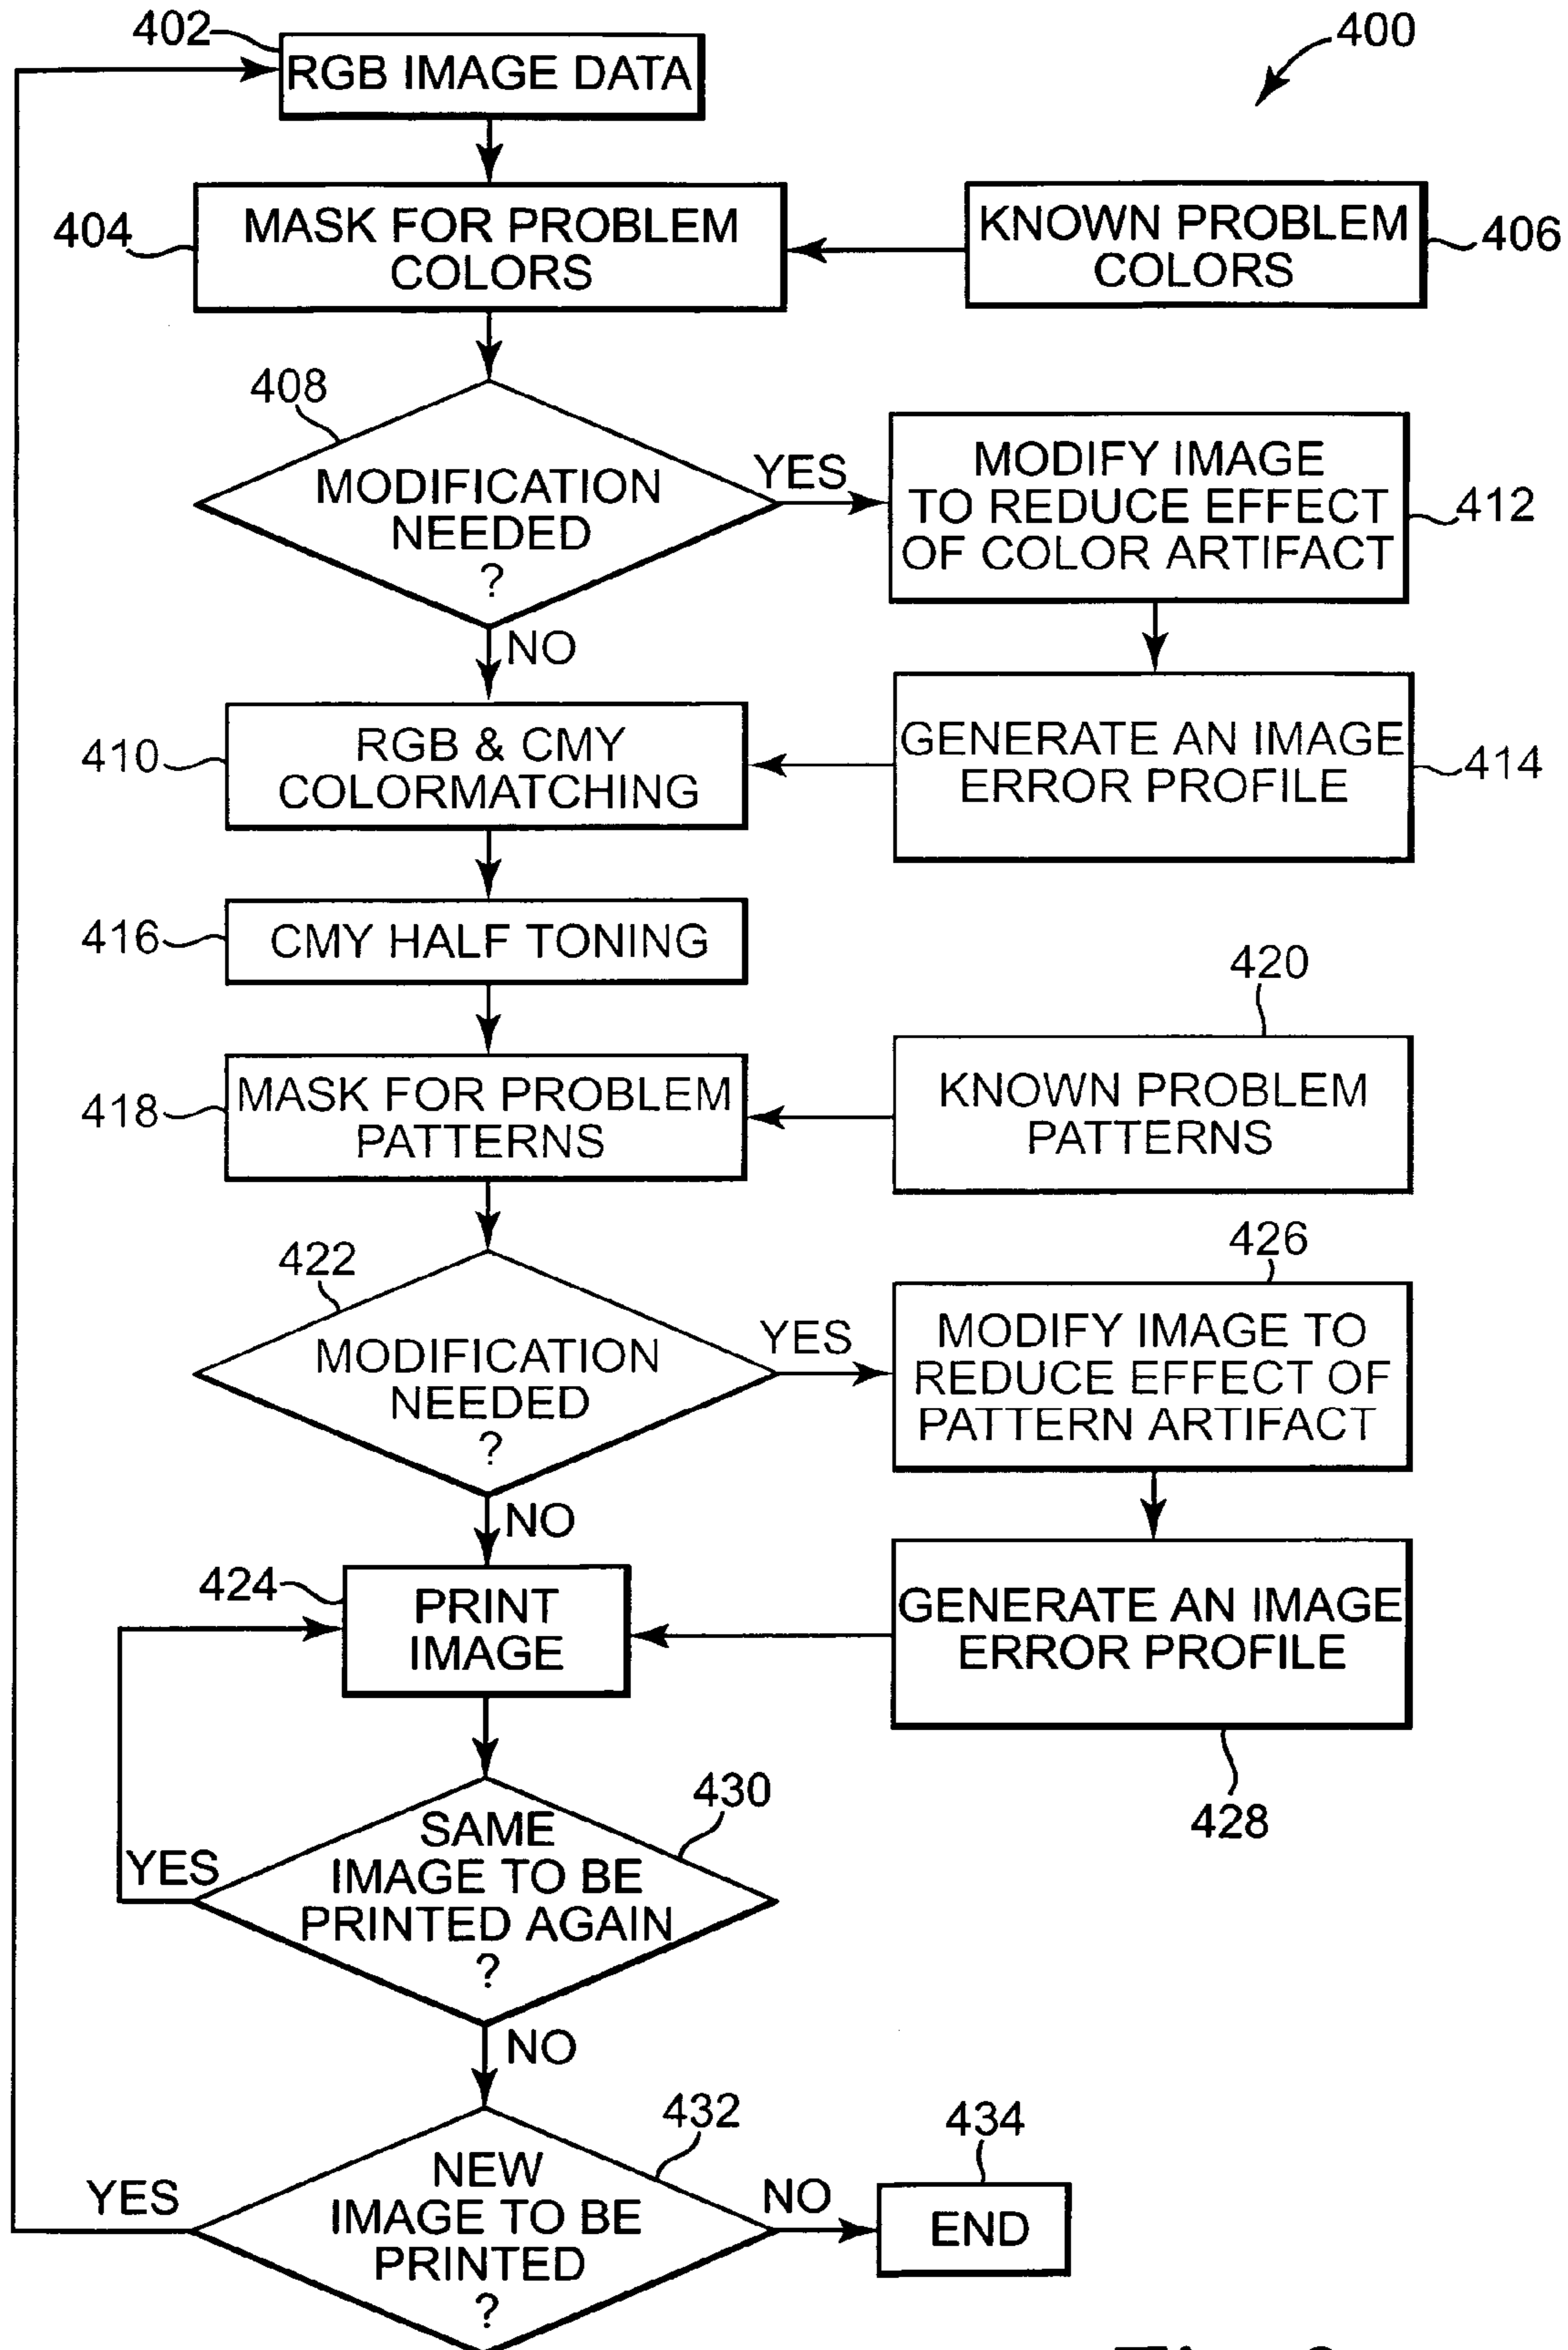 402
RGB IMAGE DATA
400
404
MASK FOR PROBLEM
COLORS
KNOWN PROBLEM
COLORS
406
408
MODIFICATION
NEEDED
?
YES
MODIFY IMAGE
TO REDUCE EFFECT
OF COLOR ARTIFACT
412
NO
410
RGB & CMY
COLORMATCHING
GENERATE AN IMAGE
ERROR PROFILE
414
416
CMY HALF TONING
418
MASK FOR PROBLEM
PATTERNS
420
KNOWN PROBLEM
PATTERNS
422
MODIFICATION
NEEDED
?
YES
426
MODIFY IMAGE TO
REDUCE EFFECT OF
PATTERN ARTIFACT
NO
424
PRINT
IMAGE
GENERATE AN IMAGE
ERROR PROFILE
428
430
SAME
IMAGE TO BE
PRINTED AGAIN
?
YES
NO
432
NEW
IMAGE TO BE
PRINTED
?
YES
NO
434
END